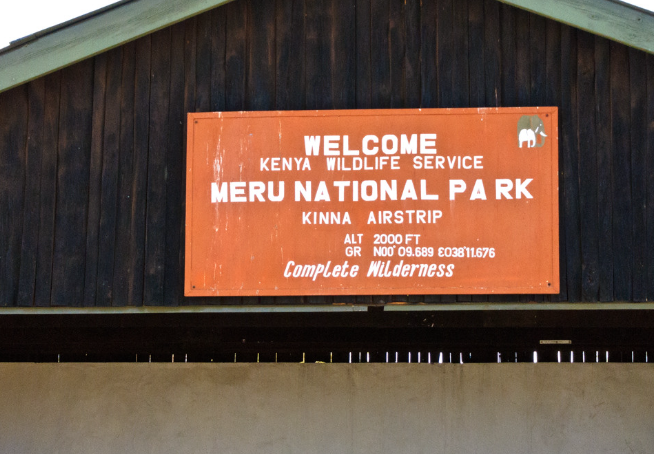 WELCOME
KENYA WILDLIFE SERVICE
MERU NATIONAL PARK
KINNA AIRSTRIP
ALT 2000 FT
GR N00° 09.689 E038°11.676
Complete Wilderness